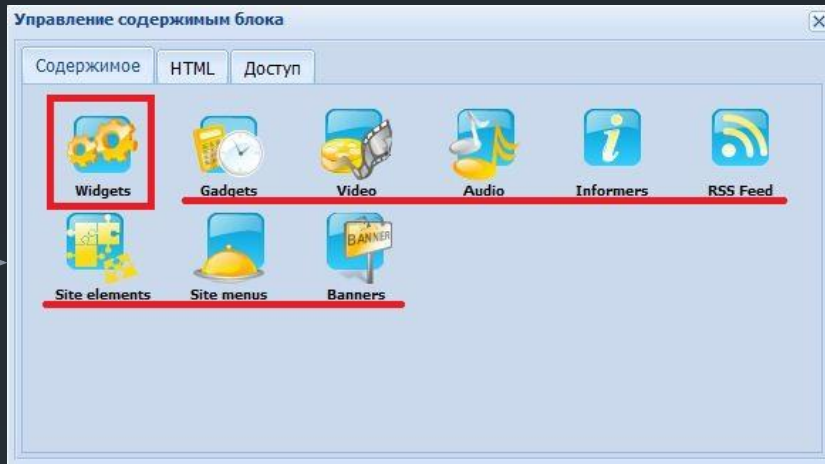 Управление содержимым блока
Содержимое HTML Доступ
Widgets Gadgets Video Audio Informers RSS Feed
BANNER
Site elements Site menus Banners